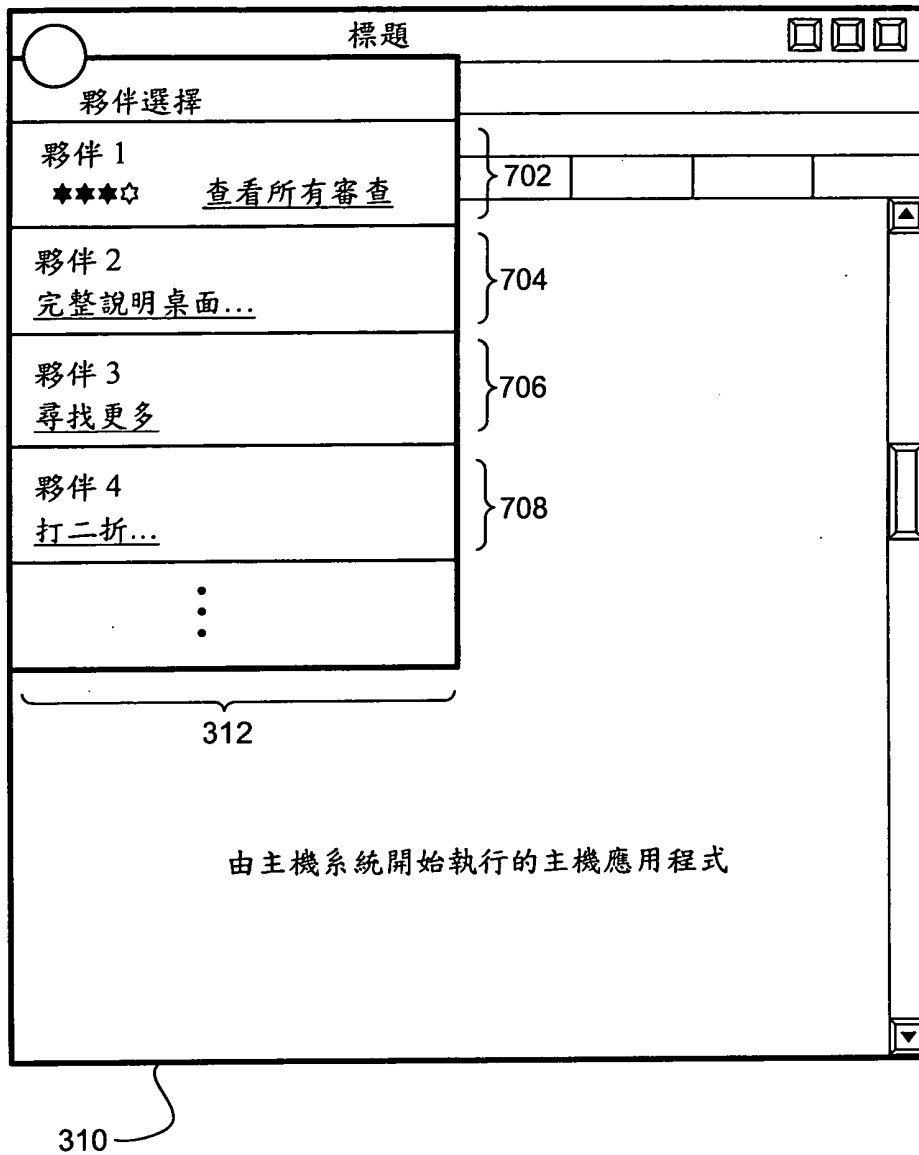 標題
夥伴選擇
夥伴 1
查看所有審查
702
夥伴 2
完整說明桌面...
704
夥伴 3
尋找更多
706
夥伴 4
打二折...
708
312
由主機系統開始執行的主機應用程式
310